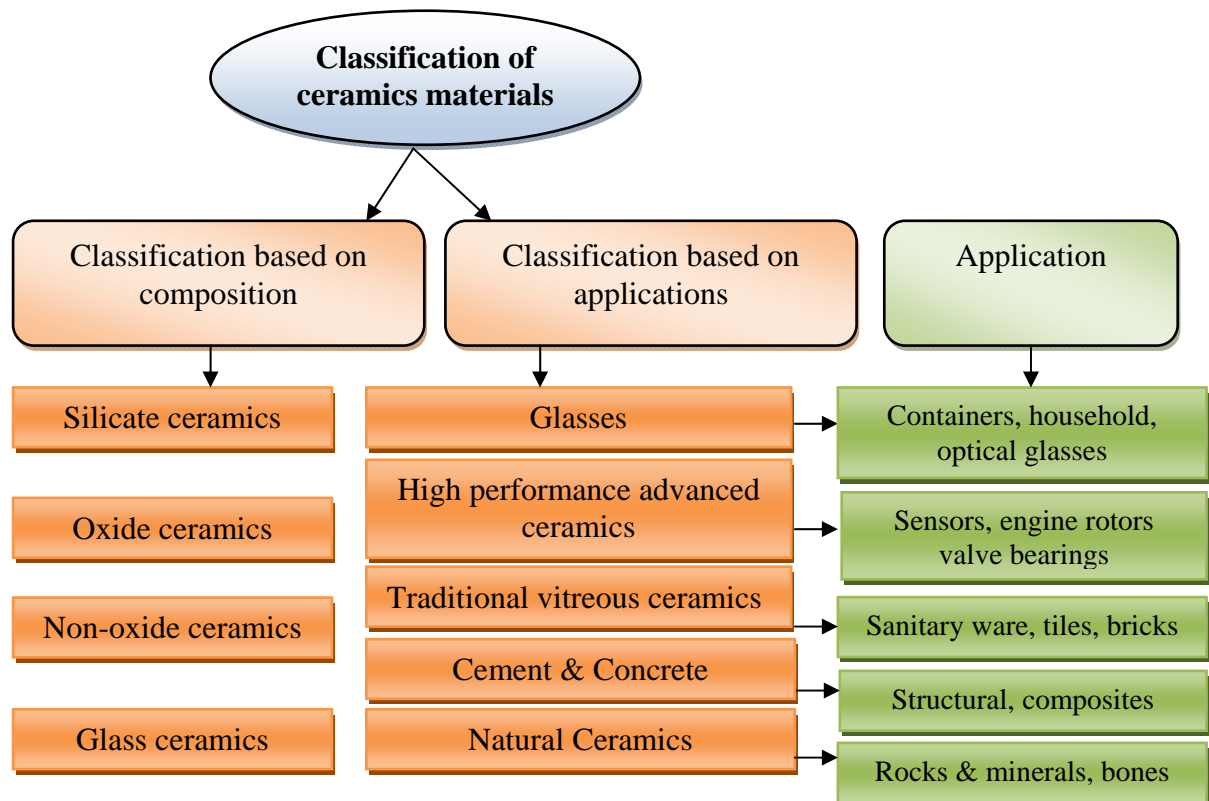 Classification of
ceramics materials
Classification based on
composition
Classification based on
applications
Application
Silicate ceramics
Oxide ceramics
Non-oxide ceramics
Glass ceramics
Glasses
High performance advanced
ceramics
Traditional vitreous ceramics
Cement & Concrete
Natural Ceramics
Containers, household,
optical glasses
Sensors, engine rotors
valve bearings
Sanitary ware, tiles, bricks
Structural, composites
Rocks & minerals, bones